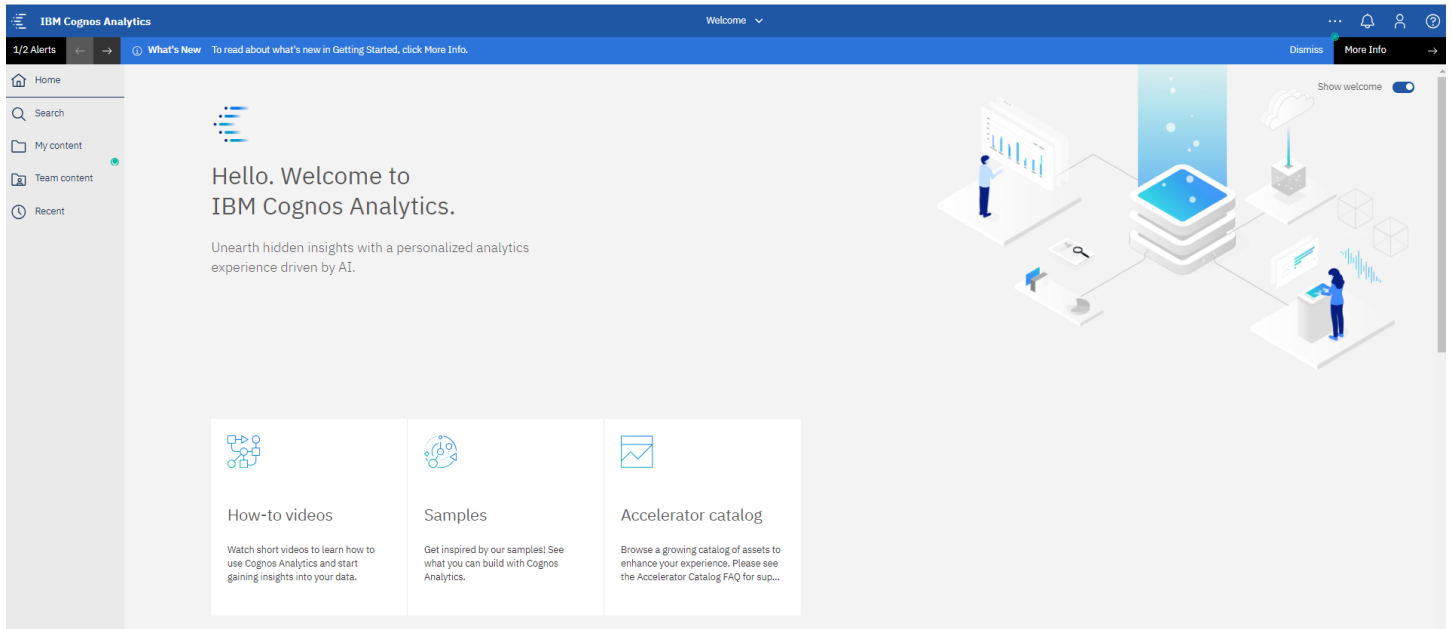 IBM Cognos Analytics
Welcome
1/2 Alerts
What's New To read about what's new in Getting Started, click More Info.
Dismiss
More Info
Home
Search
My content
Team content
Recent
Show welcome
Hello. Welcome to
IBM Cognos Analytics.
Unearth hidden insights with a personalized analytics
experience driven by AI.
How-to videos
Watch short videos to learn how to
use Cognos Analytics and start
gaining insights into your data.
Samples
Get inspired by our samples! See
what you can build with Cognos
Analytics.
Accelerator catalog
Browse a growing catalog of assets to
enhance your experience. Please see
the Accelerator Catalog FAQ for sup...